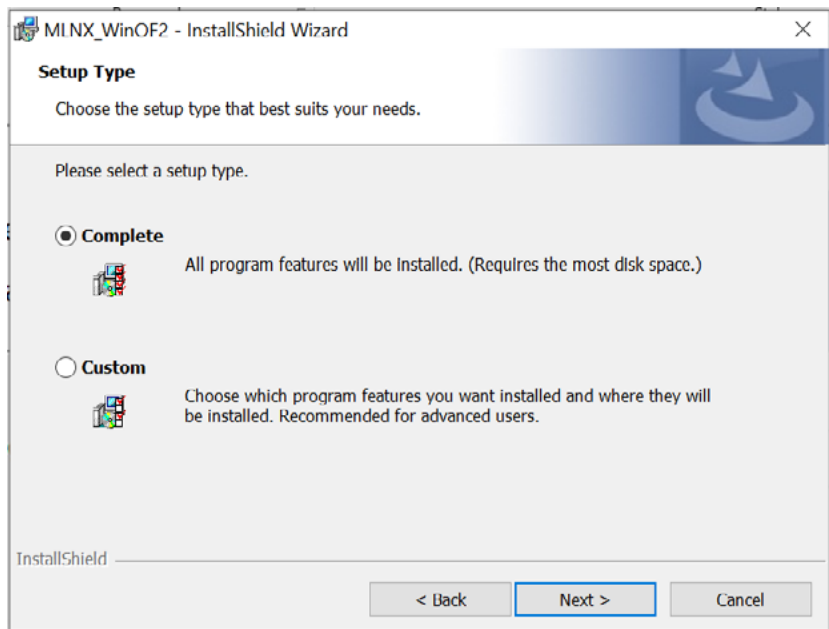 MLNX_WinOF2 - InstallShield Wizard
Setup Type
Choose the setup type that best suits your needs.
Please select a setup type.
Complete
All program features will be installed. (Requires the most disk space.)
Custom
Choose which program features you want installed and where they will
be installed. Recommended for advanced users.
InstallShield
< Back
Next >
Cancel